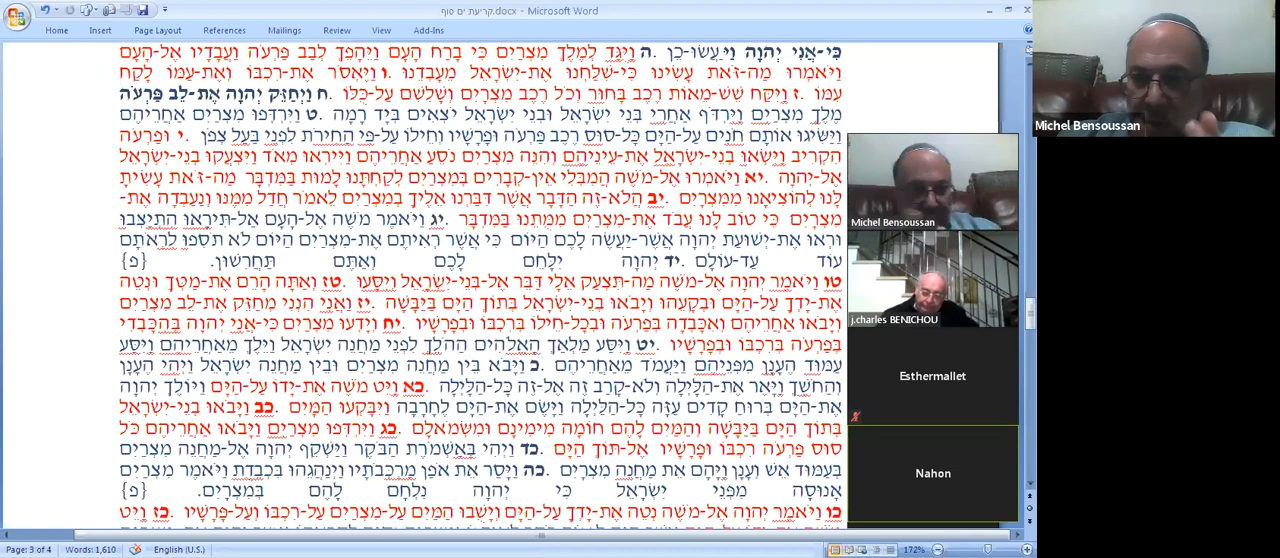 קריעת ים סוף.docx - Microsoft Word
Home Insert Page Layout References Mailings Review View Add-Ins
כִּי-אֲנִי יְהוָה וַיַּעֲשׂוּ-כֵן. ה וַיֻּגַּד לְמֶלֶךְ מִצְרַיִם כִּי בָרַח הָעָם וַיֵּהָפֵךְ לְבַב פַּרְעֹה וַעֲבָדָיו אֶל-הָעָם
וַיֹּאמְרוּ מַה-זֹּאת עָשִׂינוּ כִּי-שִׁלַּחְנוּ אֶת-יִשְׂרָאֵל מֵעָבְדֵנוּ. ו וַיֶּאְסֹר אֶת-רִכְבּוֹ וְאֶת-עַמּוֹ לָקַח
עִמּוֹ. ז וַיִּקַּח שֵׁשׁ-מֵאוֹת רֶכֶב בָּחוּר וְכֹל רֶכֶב מִצְרָיִם וְשָׁלִשִׁם עַל-כֻּלּוֹ. ח וַיְחַזֵּק יְהוָה אֶת-לֵב פַּרְעֹה
מֶלֶךְ מִצְרַיִם וַיִּרְדֹּף אַחֲרֵי בְּנֵי יִשְׂרָאֵל וּבְנֵי יִשְׂרָאֵל יֹצְאִים בְּיָד רָמָה. ט וַיִּרְדְּפוּ מִצְרַיִם אַחֲרֵיהֶם
וַיַּשִּׂיגוּ אוֹתָם חֹנִים עַל-הַיָּם כָּל-סוּס רֶכֶב פַּרְעֹה וּפָרָשָׁיו וְחֵילוֹ עַל-פִּי הַחִירֹת לִפְנֵי בַּעַל צְפֹן. י וּפַרְעֹה
הִקְרִיב וַיִּשְׂאוּ בְנֵי-יִשְׂרָאֵל אֶת-עֵינֵיהֶם וְהִנֵּה מִצְרַיִם נֹסֵעַ אַחֲרֵיהֶם וַיִּירְאוּ מְאֹד וַיִּצְעֲקוּ בְנֵי-יִשְׂרָאֵל
אֶל-יְהוָה. יא וַיֹּאמְרוּ אֶל-מֹשֶׁה הֲמִבְּלִי אֵין-קְבָרִים בְּמִצְרַיִם לְקַחְתָּנוּ לָמוּת בַּמִּדְבָּר מַה-זֹּאת עָשִׂיתָ
לָּנוּ לְהוֹצִיאָנוּ מִמִּצְרָיִם. יב הֲלֹא-זֶה הַדָּבָר אֲשֶׁר דִּבַּרְנוּ אֵלֶיךָ בְמִצְרַיִם לֵאמֹר חֲדַל מִמֶּנּוּ וְנַעַבְדָה אֶת-
מִצְרָיִם כִּי טוֹב לָנוּ עֲבֹד אֶת-מִצְרַיִם מִמֻּתֵנוּ בַּמִּדְבָּר. יג וַיֹּאמֶר מֹשֶׁה אֶל-הָעָם אַל-תִּירָאוּ הִתְיַצְּבוּ
וּרְאוּ אֶת-יְשׁוּעַת יְהוָה אֲשֶׁר-יַעֲשֶׂה לָכֶם הַיּוֹם כִּי אֲשֶׁר רְאִיתֶם אֶת-מִצְרַיִם הַיּוֹם לֹא תֹסִפוּ לִרְאֹתָם
עוֹד עַד-עוֹלָם. יד יְהוָה יִלָּחֵם לָכֶם וְאַתֶּם תַּחֲרִשׁוּן. {פ}
טו וַיֹּאמֶר יְהוָה אֶל-מֹשֶׁה מַה-תִּצְעַק אֵלָי דַּבֵּר אֶל-בְּנֵי-יִשְׂרָאֵל וְיִסָּעוּ. טז וְאַתָּה הָרֵם אֶת-מַטְּךָ וּנְטֵה
אֶת-יָדְךָ עַל-הַיָּם וּבְקָעֵהוּ וְיָבֹאוּ בְנֵי-יִשְׂרָאֵל בְּתוֹךְ הַיָּם בַּיַּבָּשָׁה. יז וַאֲנִי הִנְנִי מְחַזֵּק אֶת-לֵב מִצְרַיִם
וְיָבֹאוּ אַחֲרֵיהֶם וְאִכָּבְדָה בְּפַרְעֹה וּבְכָל-חֵילוֹ בְּרִכְבּוֹ וּבְפָרָשָׁיו. יח וְיָדְעוּ מִצְרַיִם כִּי-אֲנִי יְהוָה בְּהִכָּבְדִי
בְּפַרְעֹה בְּרִכְבּוֹ וּבְפָרָשָׁיו. יט וַיִּסַּע מַלְאַךְ הָאֱלֹהִים הַהֹלֵךְ לִפְנֵי מַחֲנֵה יִשְׂרָאֵל וַיֵּלֶךְ מֵאַחֲרֵיהֶם וַיִּסַּע
עַמּוּד הֶעָנָן מִפְּנֵיהֶם וַיַּעֲמֹד מֵאַחֲרֵיהֶם. כ וַיָּבֹא בֵּין מַחֲנֵה מִצְרַיִם וּבֵין מַחֲנֵה יִשְׂרָאֵל וַיְהִי הֶעָנָן
וְהַחֹשֶׁךְ וַיָּאֶר אֶת-הַלָּיְלָה וְלֹא-קָרַב זֶה אֶל-זֶה כָּל-הַלָּיְלָה. כא וַיֵּט מֹשֶׁה אֶת-יָדוֹ עַל-הַיָּם וַיּוֹלֶךְ יְהוָה
אֶת-הַיָּם בְּרוּחַ קָדִים עַזָּה כָּל-הַלַּיְלָה וַיָּשֶׂם אֶת-הַיָּם לֶחָרָבָה וַיִּבָּקְעוּ הַמָּיִם. כב וַיָּבֹאוּ בְנֵי-יִשְׂרָאֵל
בְּתוֹךְ הַיָּם בַּיַּבָּשָׁה וְהַמַּיִם לָהֶם חוֹמָה מִימִינָם וּמִשְּׂמֹאלָם. כג וַיִּרְדְּפוּ מִצְרַיִם וַיָּבֹאוּ אַחֲרֵיהֶם כֹּל
סוּס פַּרְעֹה רִכְבּוֹ וּפָרָשָׁיו אֶל-תּוֹךְ הַיָּם. כד וַיְהִי בְּאַשְׁמֹרֶת הַבֹּקֶר וַיַּשְׁקֵף יְהוָה אֶל-מַחֲנֵה מִצְרַיִם
בְּעַמּוּד אֵשׁ וְעָנָן וַיָּהָם אֵת מַחֲנֵה מִצְרָיִם. כה וַיָּסַר אֵת אֹפַן מַרְכְּבֹתָיו וַיְנַהֲגֵהוּ בִּכְבֵדֻת וַיֹּאמֶר מִצְרַיִם
אָנוּסָה מִפְּנֵי יִשְׂרָאֵל כִּי יְהוָה נִלְחָם לָהֶם בְּמִצְרָיִם. {פ}
כו וַיֹּאמֶר יְהוָה אֶל-מֹשֶׁה נְטֵה אֶת-יָדְךָ עַל-הַיָּם וְיָשֻׁבוּ הַמַּיִם עַל-מִצְרַיִם עַל-רִכְבּוֹ וְעַל-פָּרָשָׁיו. כז וַיֵּט
Page: 3 of 4 Words: 1,610 English (U.S.) 172%
Michel Bensoussan
Michel Bensoussan
j.charles BENICHOU
Esthermallet
Nahon